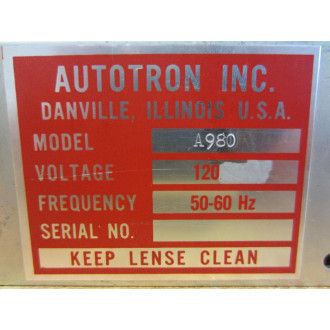 AUTOTRON INC.
DANVILLE, ILLINOIS U.S.A.
MODEL A980
VOLTAGE 120
FREQUENCY 50-60 Hz
SERIAL NO.
KEEP LENSE CLEAN